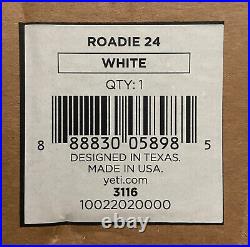 ROADIE 24
WHITE
QTY: 1
8 88830 05898 5
DESIGNED IN TEXAS.
MADE IN USA.
yeti.com
3116
10022020000